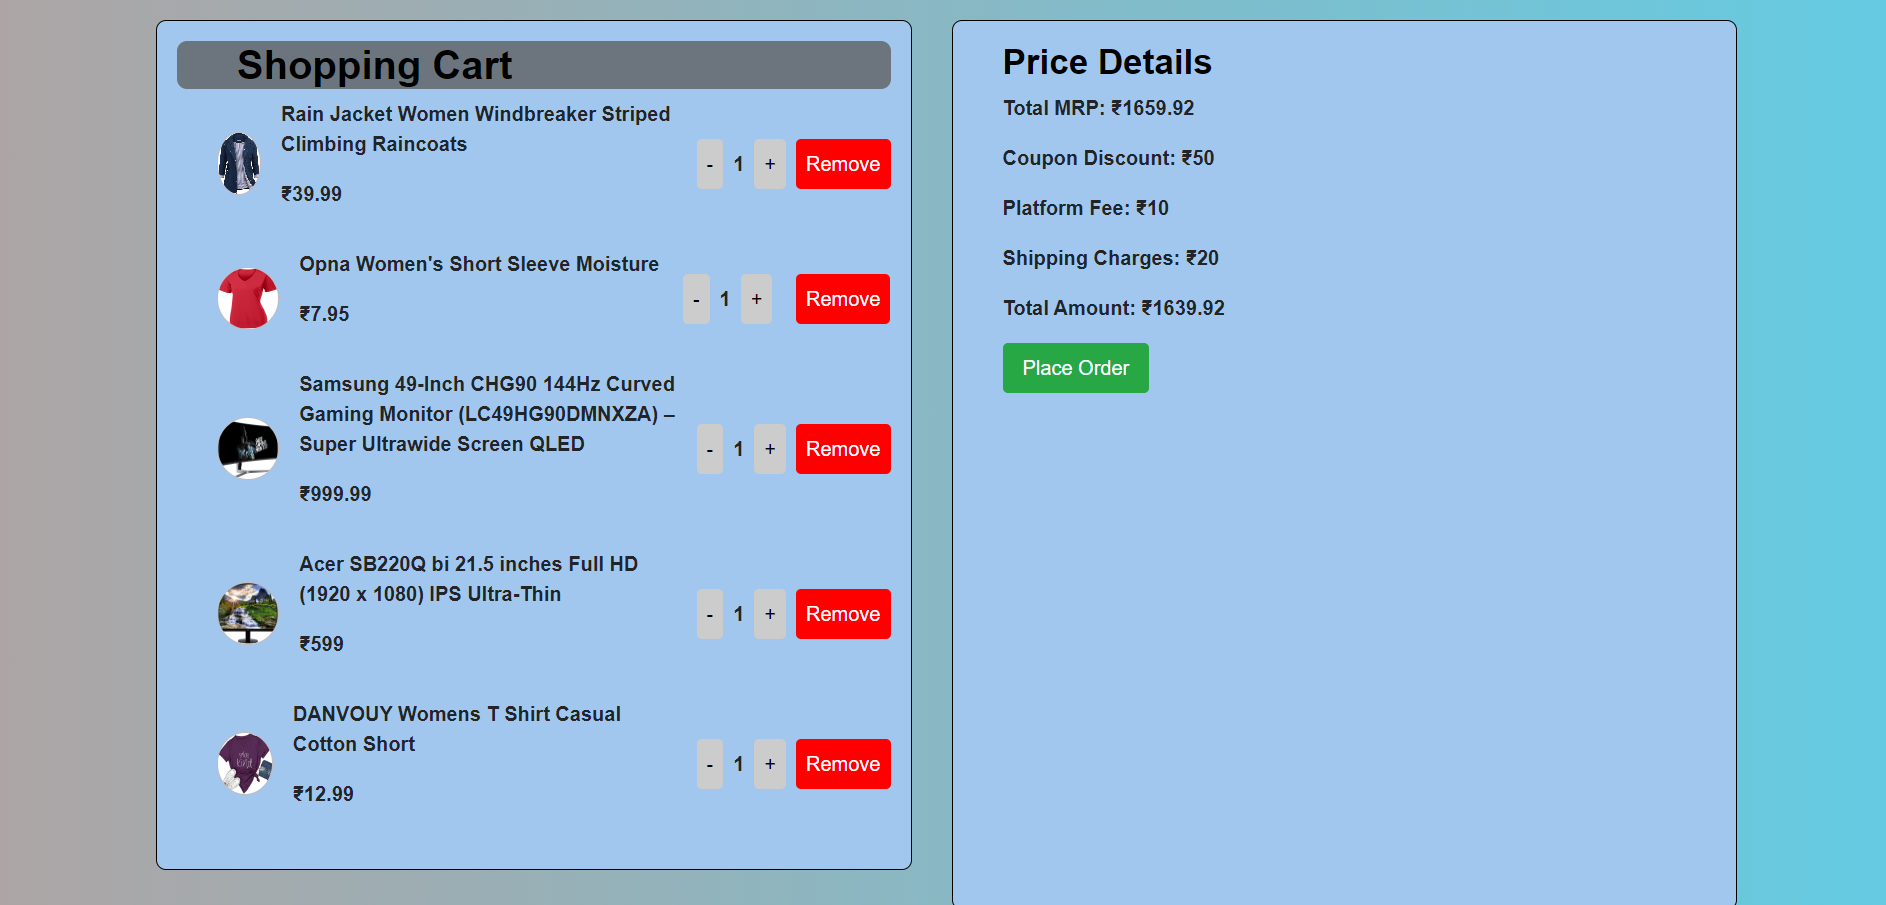 Shopping Cart
Rain Jacket Women Windbreaker Striped
Climbing Raincoats
₹39.99
- 1 + Remove
Opna Women's Short Sleeve Moisture
₹7.95
- 1 + Remove
Samsung 49-Inch CHG90 144Hz Curved
Gaming Monitor (LC49HG90DMNXZA) –
Super Ultrawide Screen QLED
₹999.99
- 1 + Remove
Acer SB220Q bi 21.5 inches Full HD
(1920 x 1080) IPS Ultra-Thin
₹599
- 1 + Remove
DANVOUY Womens T Shirt Casual
Cotton Short
₹12.99
- 1 + Remove
Price Details
Total MRP: ₹1659.92
Coupon Discount: ₹50
Platform Fee: ₹10
Shipping Charges: ₹20
Total Amount: ₹1639.92
Place Order